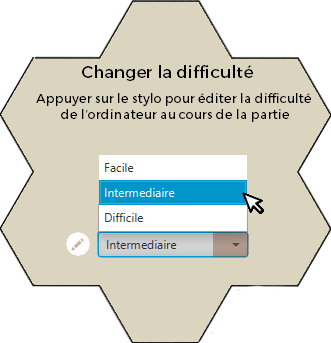 Changer la difficulté
Appuyer sur le stylo pour éditer la difficulté
de l'ordinateur au cours de la partie
Facile
Intermediaire
Difficile
Intermediaire